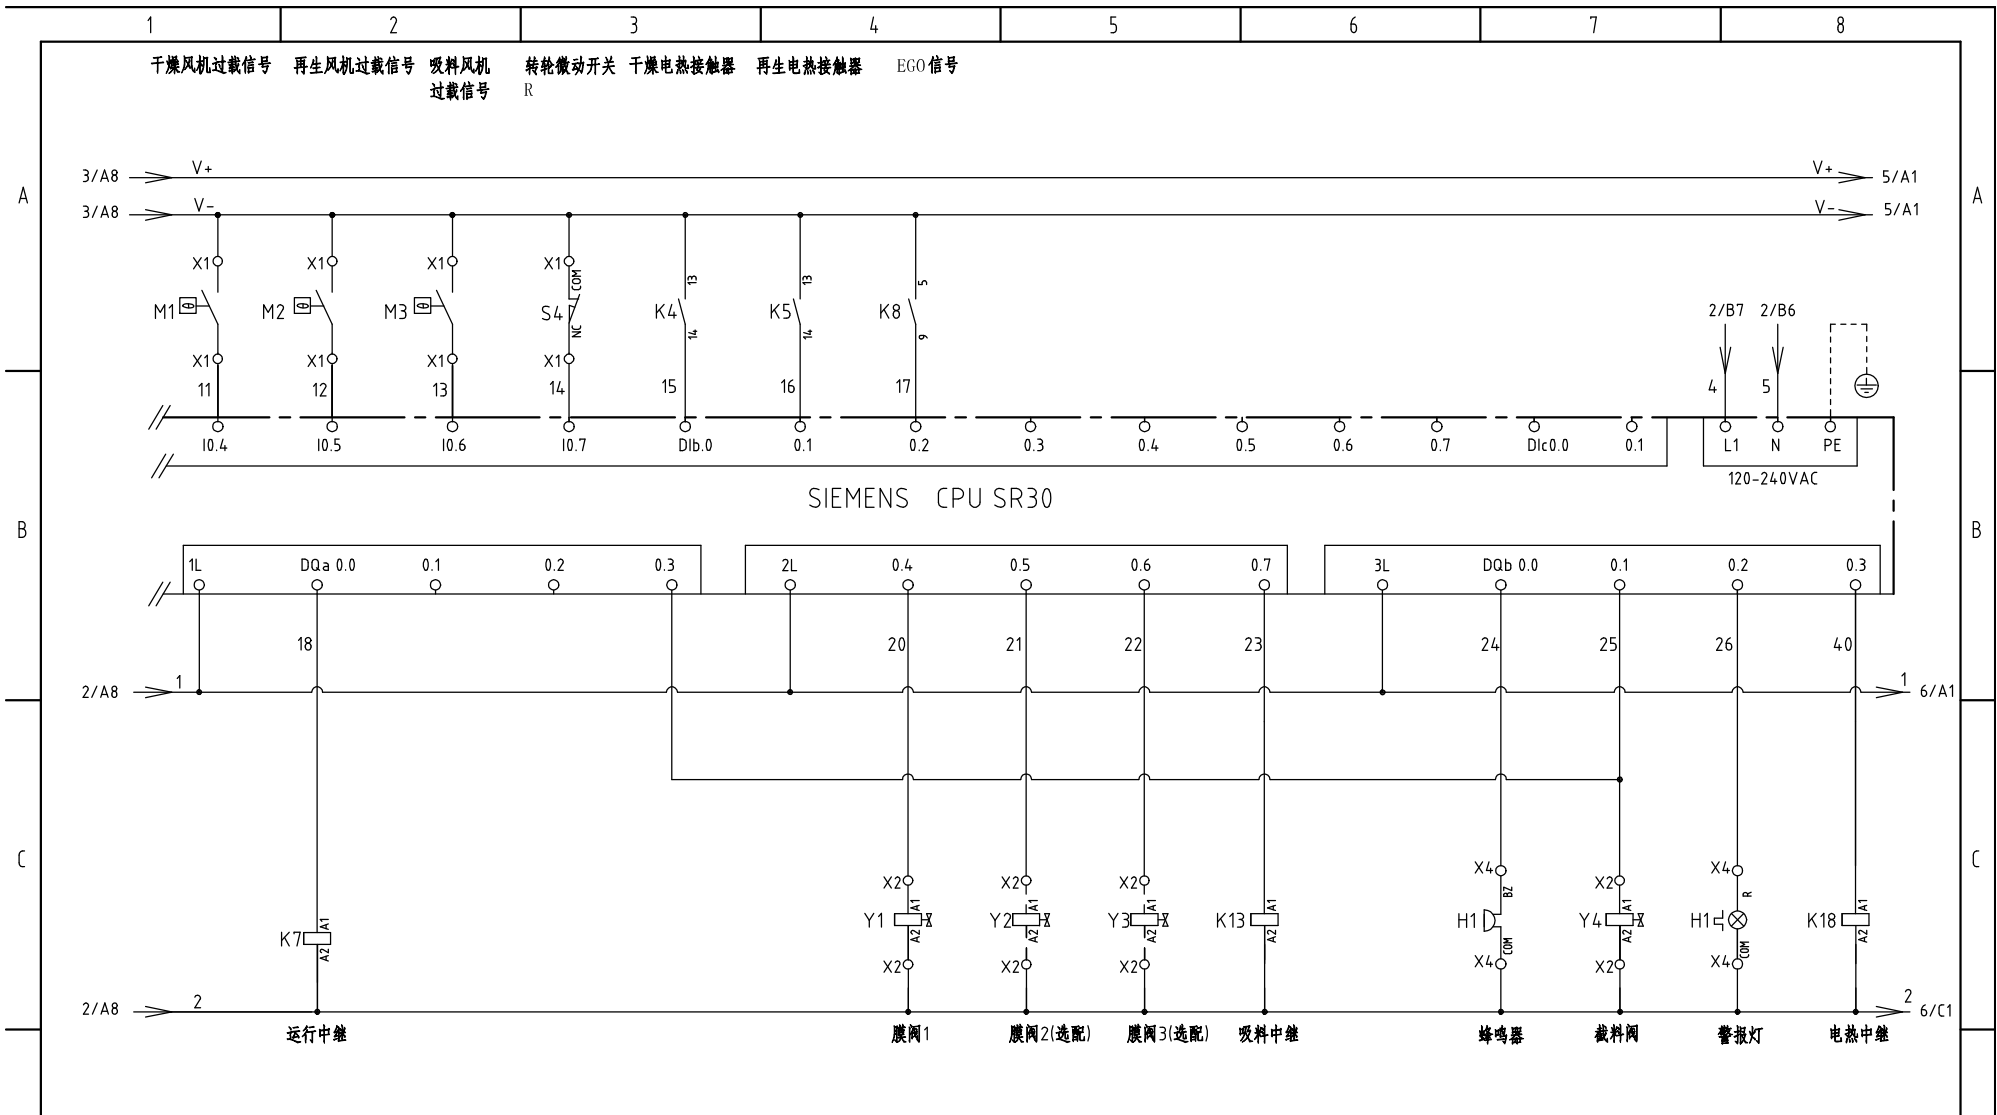 1 2 3 4 5 6 7 8
干燥风机过载信号 再生风机过载信号 吸料风机 转轮微动开关 干燥电热接触器 再生电热接触器 EGO信号
过载信号 R
3/A8 V+ V+ 5/A1
A A
3/A8 V- V- 5/A1
X1 X1 X1 X1
COM 13 13 5
M1 θ M2 θ M3 θ S4 K4 K5 K8 2/B7 2/B6
NC 14 14 9
X1 X1 X1 X1
11 12 13 14 15 16 17 4 5
I0.4 I0.5 I0.6 I0.7 DIb.0 0.1 0.2 0.3 0.4 0.5 0.6 0.7 DIc0.0 0.1 L1 N PE
120-240VAC
SIEMENS CPU SR30
B B
1L DQa 0.0 0.1 0.2 0.3 2L 0.4 0.5 0.6 0.7 3L DQb 0.0 0.1 0.2 0.3
18 20 21 22 23 24 25 26 40
2/A8 1 1 6/A1
C C
X2 X2 X2 X4 X2 X4
A1 A1 A1 A1 A1 BZ A1 R A1
K7 Y1 Y2 Y3 K13 H1 Y4 H1 K18
A2 A2 A2 A2 A2 COM A2 COM A2
X2 X2 X2 X4 X2 X4
2/A8 2 2 6/C1
运行中继 膜阀1 膜阀2(选配) 膜阀3(选配) 吸料中继 蜂鸣器 截料阀 警报灯 电热中继